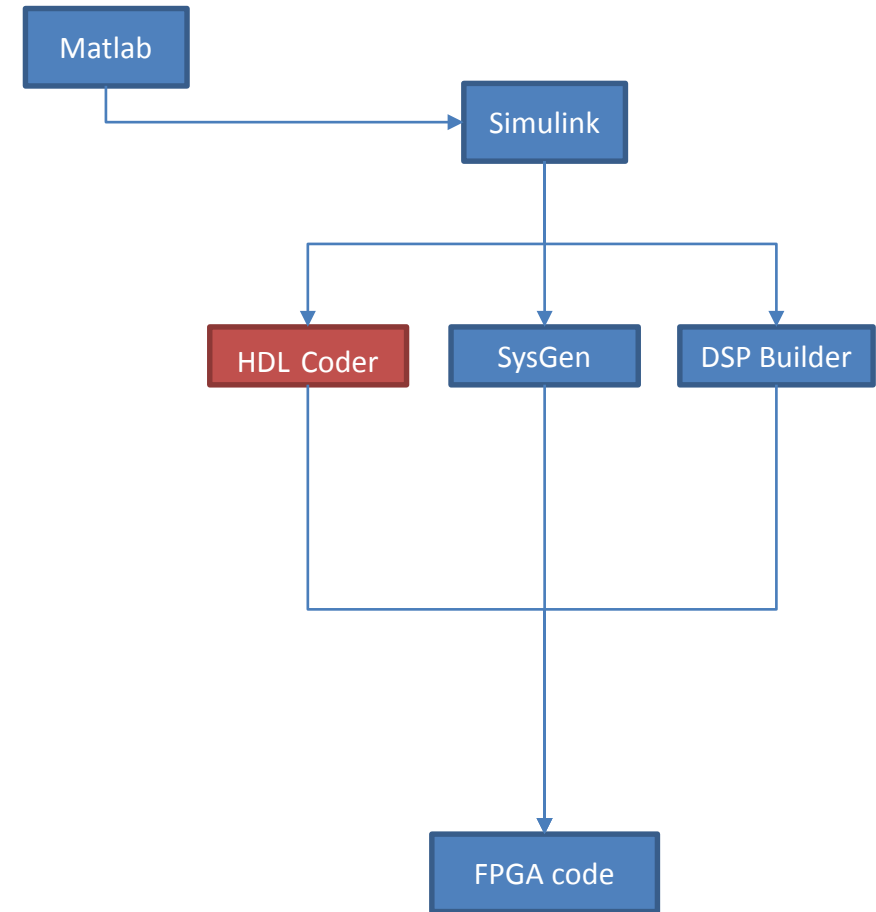 Matlab
Simulink
HDL Coder
SysGen
DSP Builder
FPGA code